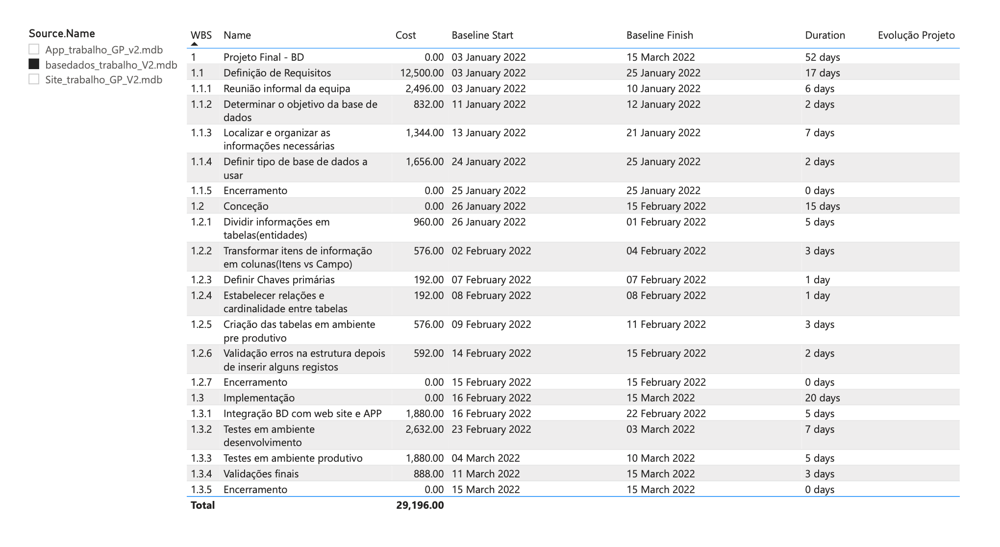 Source.Name
App_trabalho_GP_v2.mdb
basedados_trabalho_V2.mdb
Site_trabalho_GP_V2.mdb
WBS Name Cost Baseline Start Baseline Finish Duration Evolução Projeto
1 Projeto Final - BD 0.00 03 January 2022 15 March 2022 52 days
1.1 Definição de Requisitos 12,500.00 03 January 2022 25 January 2022 17 days
1.1.1 Reunião informal da equipa 2,496.00 03 January 2022 10 January 2022 6 days
1.1.2 Determinar o objetivo da base de 832.00 11 January 2022 12 January 2022 2 days
dados
1.1.3 Localizar e organizar as 1,344.00 13 January 2022 21 January 2022 7 days
informações necessárias
1.1.4 Definir tipo de base de dados a 1,656.00 24 January 2022 25 January 2022 2 days
usar
1.1.5 Encerramento 0.00 25 January 2022 25 January 2022 0 days
1.2 Conceção 0.00 26 January 2022 15 February 2022 15 days
1.2.1 Dividir informações em 960.00 26 January 2022 01 February 2022 5 days
tabelas(entidades)
1.2.2 Transformar itens de informação 576.00 02 February 2022 04 February 2022 3 days
em colunas(Itens vs Campo)
1.2.3 Definir Chaves primárias 192.00 07 February 2022 07 February 2022 1 day
1.2.4 Estabelecer relações e 192.00 08 February 2022 08 February 2022 1 day
cardinalidade entre tabelas
1.2.5 Criação das tabelas em ambiente 576.00 09 February 2022 11 February 2022 3 days
pre produtivo
1.2.6 Validação erros na estrutura depois 592.00 14 February 2022 15 February 2022 2 days
de inserir alguns registos
1.2.7 Encerramento 0.00 15 February 2022 15 February 2022 0 days
1.3 Implementação 0.00 16 February 2022 15 March 2022 20 days
1.3.1 Integração BD com web site e APP 1,880.00 16 February 2022 22 February 2022 5 days
1.3.2 Testes em ambiente 2,632.00 23 February 2022 03 March 2022 7 days
desenvolvimento
1.3.3 Testes em ambiente produtivo 1,880.00 04 March 2022 10 March 2022 5 days
1.3.4 Validações finais 888.00 11 March 2022 15 March 2022 3 days
1.3.5 Encerramento 0.00 15 March 2022 15 March 2022 0 days
Total 29,196.00